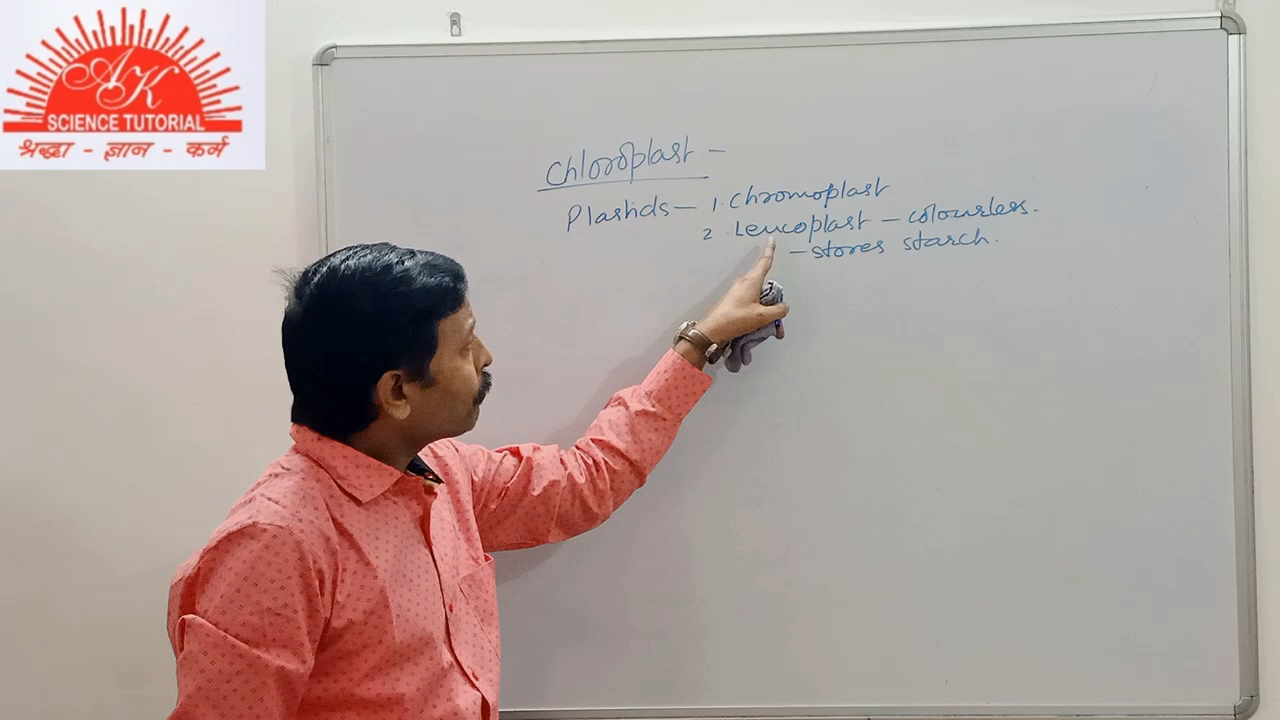 AK
SCIENCE TUTORIAL
श्रद्धा - ज्ञान - कर्म
Chloroplast -
Plastids - 1. Chromoplast
2. Leucoplast - colourless.
- stores starch.